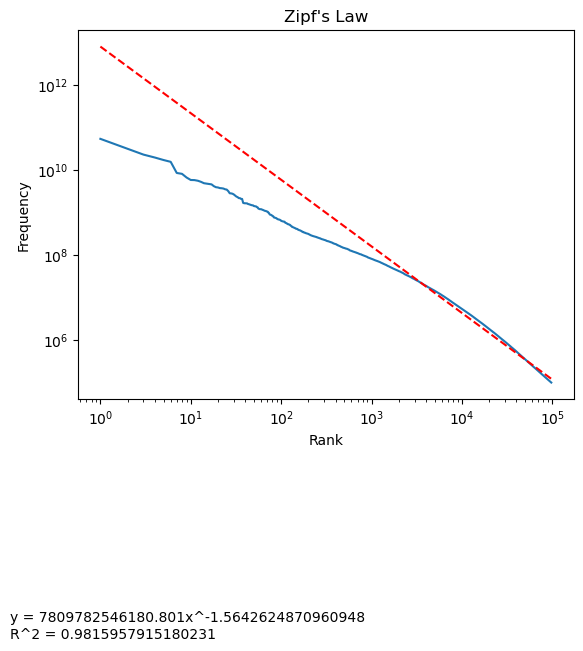 Zipf's Law
10^12
10^10
10^8
10^6
Frequency
10^0 10^1 10^2 10^3 10^4 10^5
Rank
y = 7809782546180.801x^-1.5642624870960948
R^2 = 0.9815957915180231